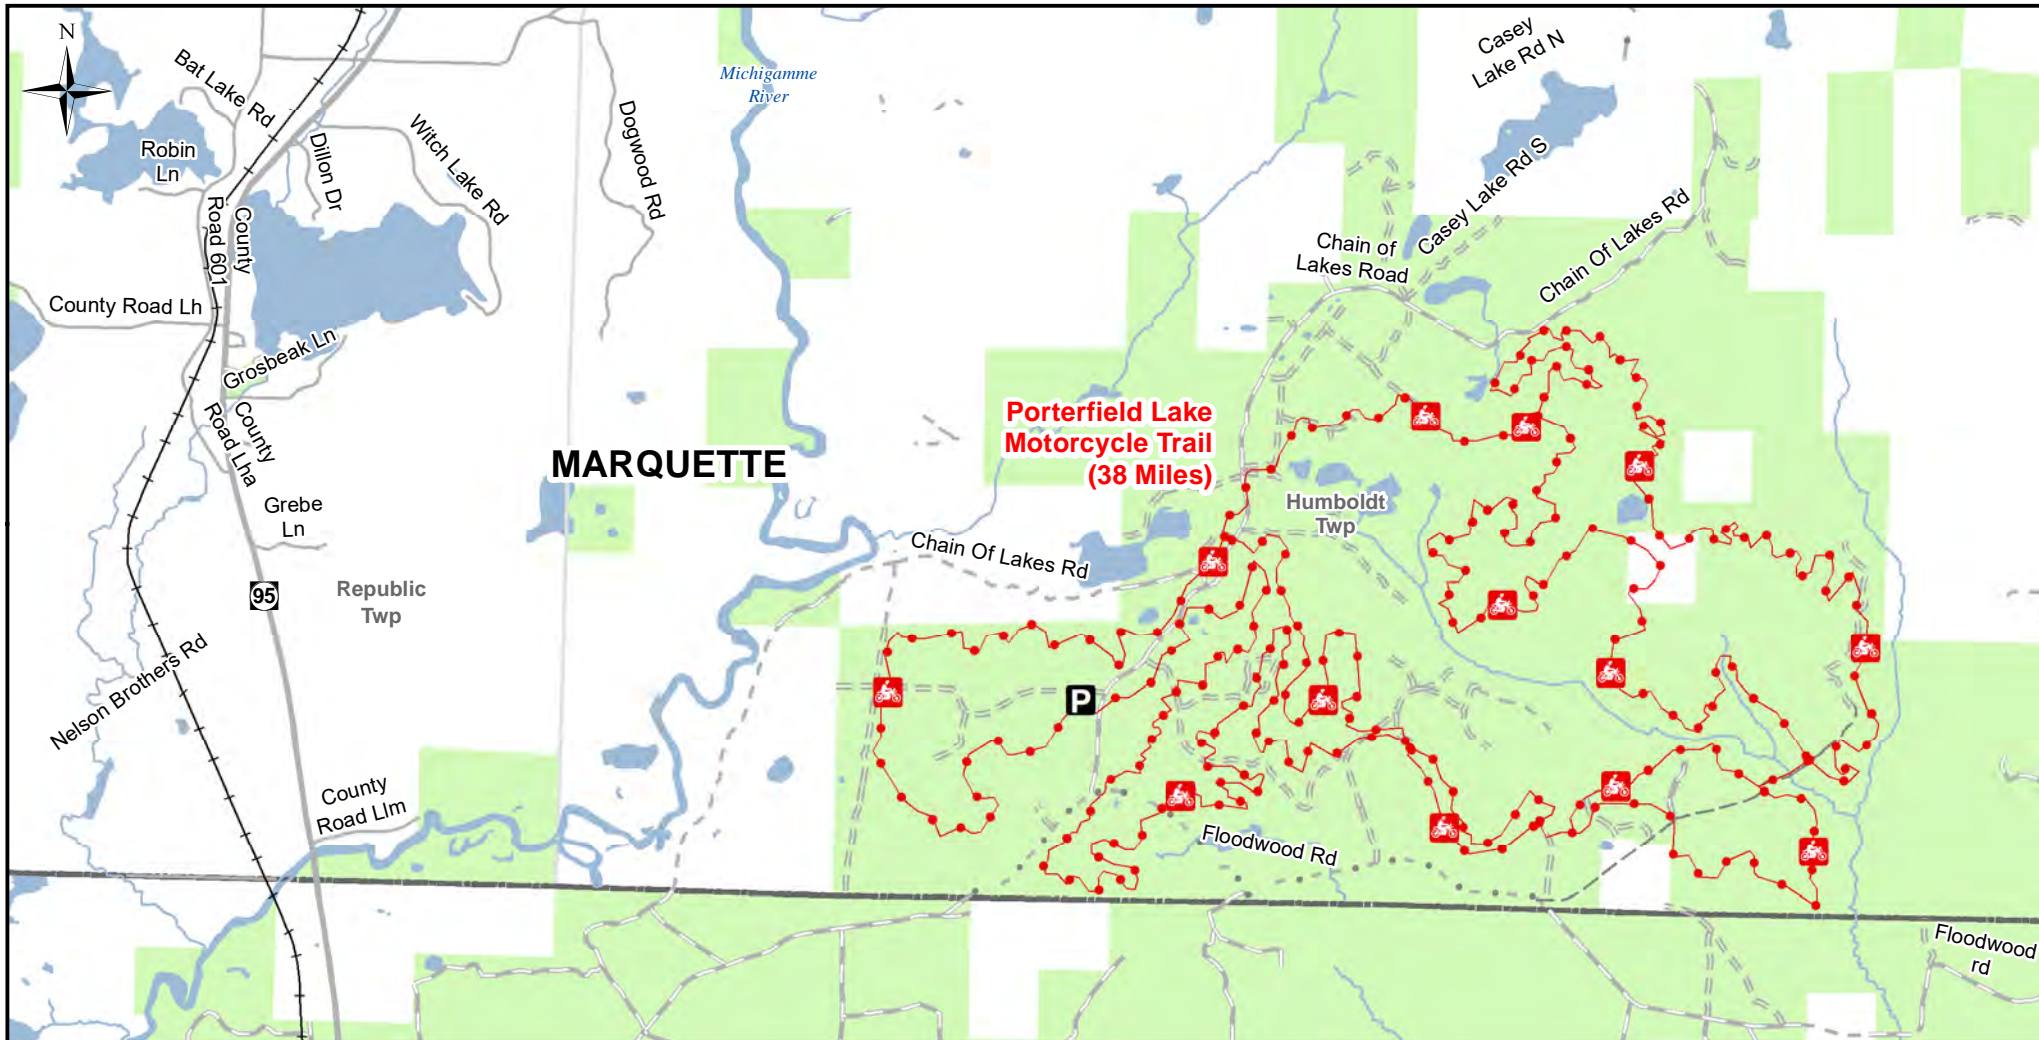 N
Bat Lake Rd
Robin
Ln
Dillon Dr
Witch Lake Rd
Dogwood Rd
Michigamme
River
Casey
Lake Rd N
Casey Lake Rd S
Chain of
Lakes Road
Chain Of Lakes Rd
County
Road 601
County Road Lh
Grosbeak Ln
County
Road Lha
Grebe
Ln
95
Republic
Twp
MARQUETTE
Porterfield Lake
Motorcycle Trail
(38 Miles)
Humboldt
Twp
Chain Of Lakes Rd
Nelson Brothers Rd
P
County
Road Llm
Floodwood Rd
Floodwood
rd